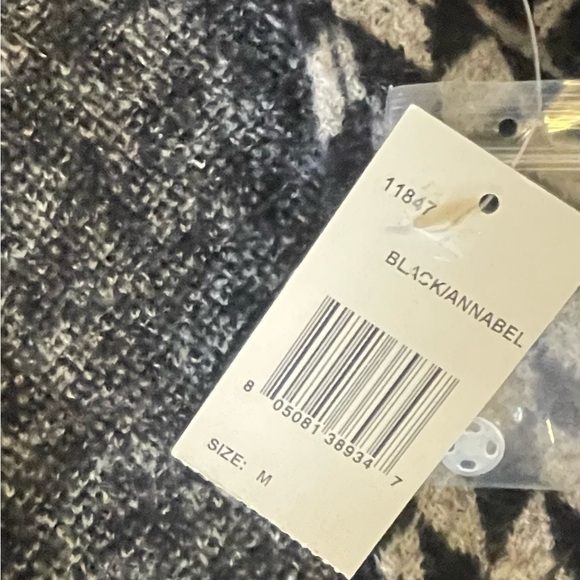 11847
BLACK/ANNABEL
8 05081 38934 7
SIZE: M